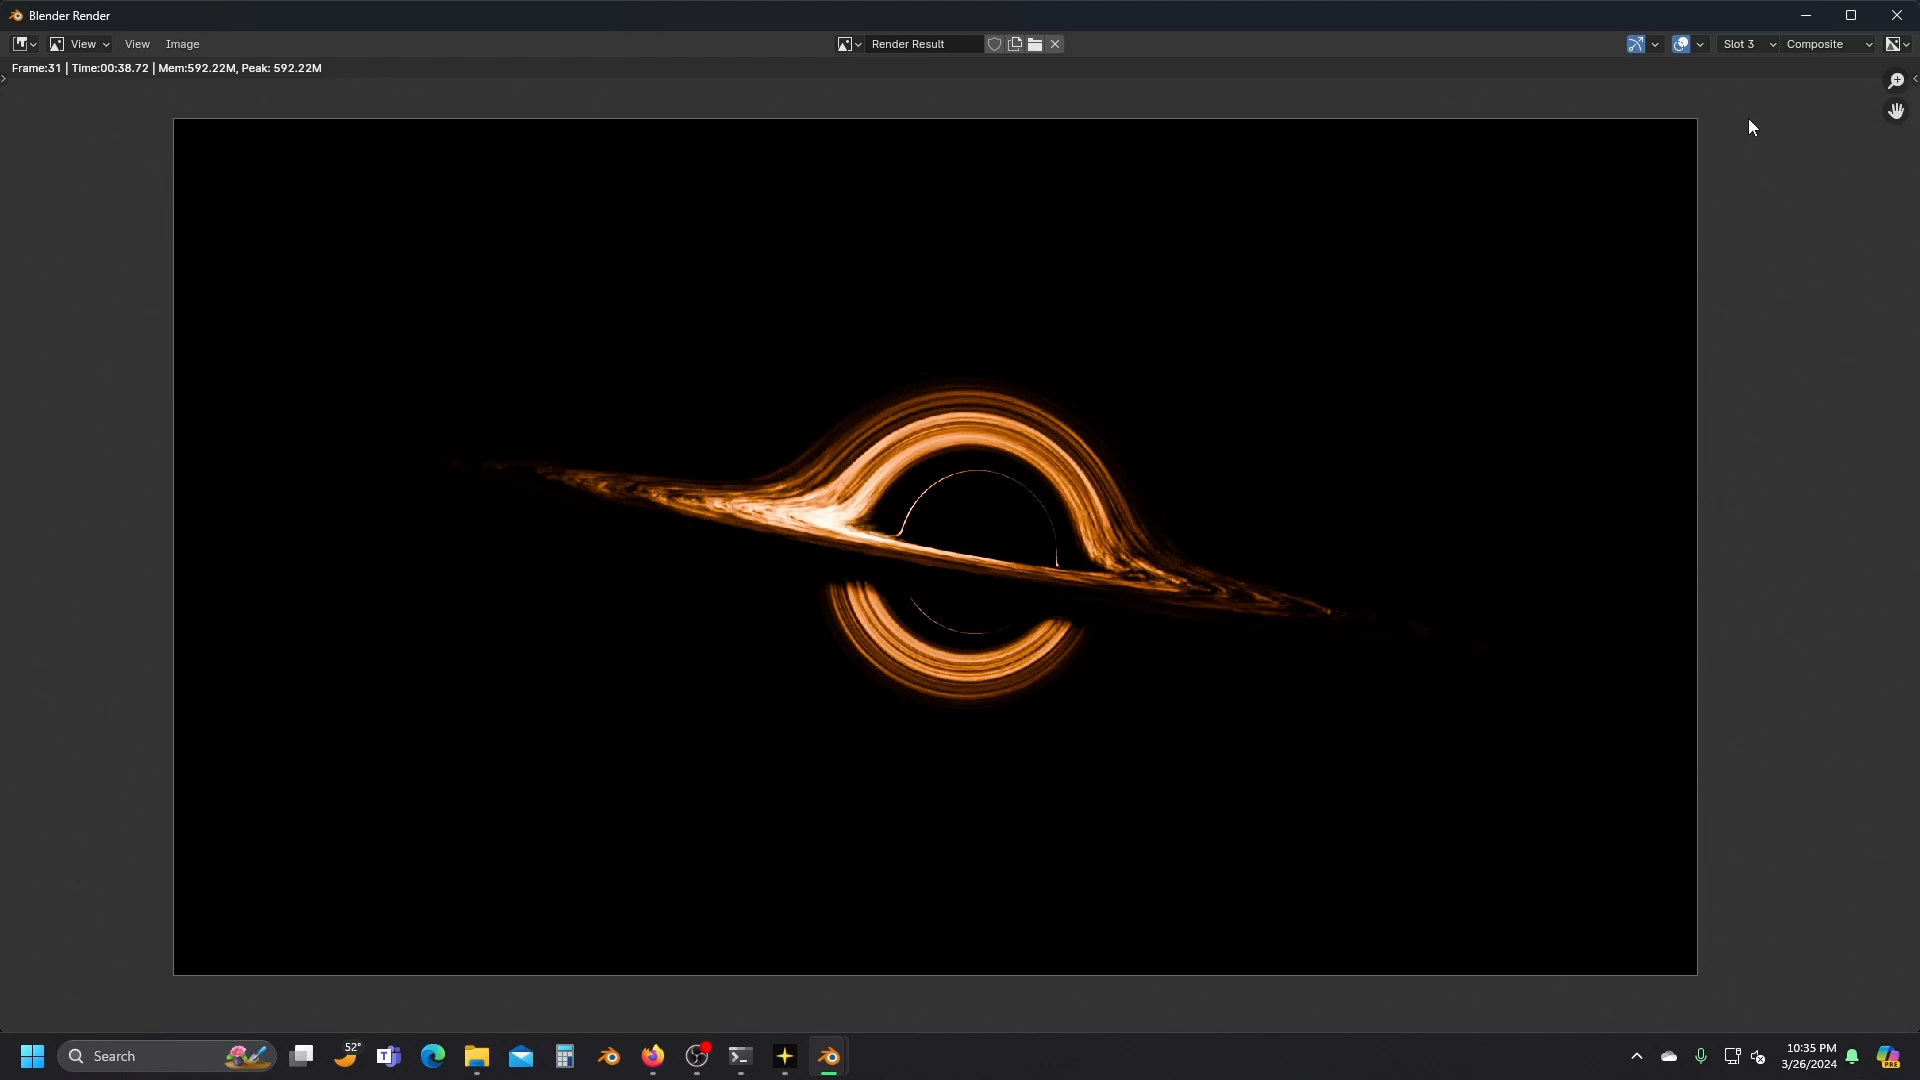 Blender Render
View View Image Render Result Slot 3 Composite
Frame:31 | Time:00:38.72 | Mem:592.22M, Peak: 592.22M
Search 52° T PRE
10:35 PM
3/26/2024